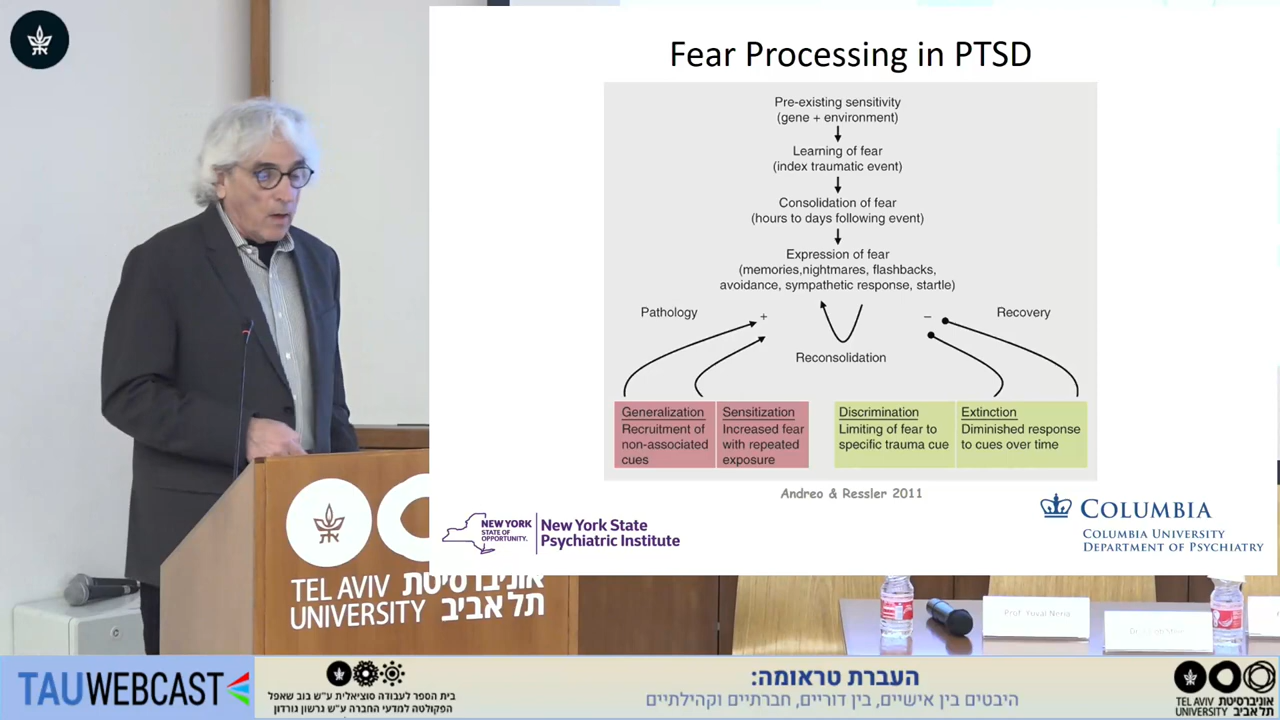 Fear Processing in PTSD
Pre-existing sensitivity
(gene + environment)
Learning of fear
(index traumatic event)
Consolidation of fear
(hours to days following event)
Expression of fear
(memories,nightmares, flashbacks,
avoidance, sympathetic response, startle)
Pathology
+
−
Recovery
Reconsolidation
Generalization
Recruitment of
non-associated
cues
Sensitization
Increased fear
with repeated
exposure
Discrimination
Limiting of fear to
specific trauma cue
Extinction
Diminished response
to cues over time
Andreo & Ressler 2011
NEW YORK
STATE OF
OPPORTUNITY.
New York State
Psychiatric Institute
COLUMBIA
COLUMBIA UNIVERSITY
DEPARTMENT OF PSYCHIATRY
TEL AVIV
UNIVERSITY
אוניברסיטת
תל אביב
Prof. Yuval Neria
TAUWEBCAST
בית הספר לעבודה סוציאלית ע"ש בוב שאפל
הפקולטה למדעי החברה ע"ש גרשון גורדון
העברת טראומה:
היבטים בין אישיים, בין דוריים, חברתיים וקהילתיים
TEL AVIV
UNIVERSITY
אוניברסיטת
תל אביב